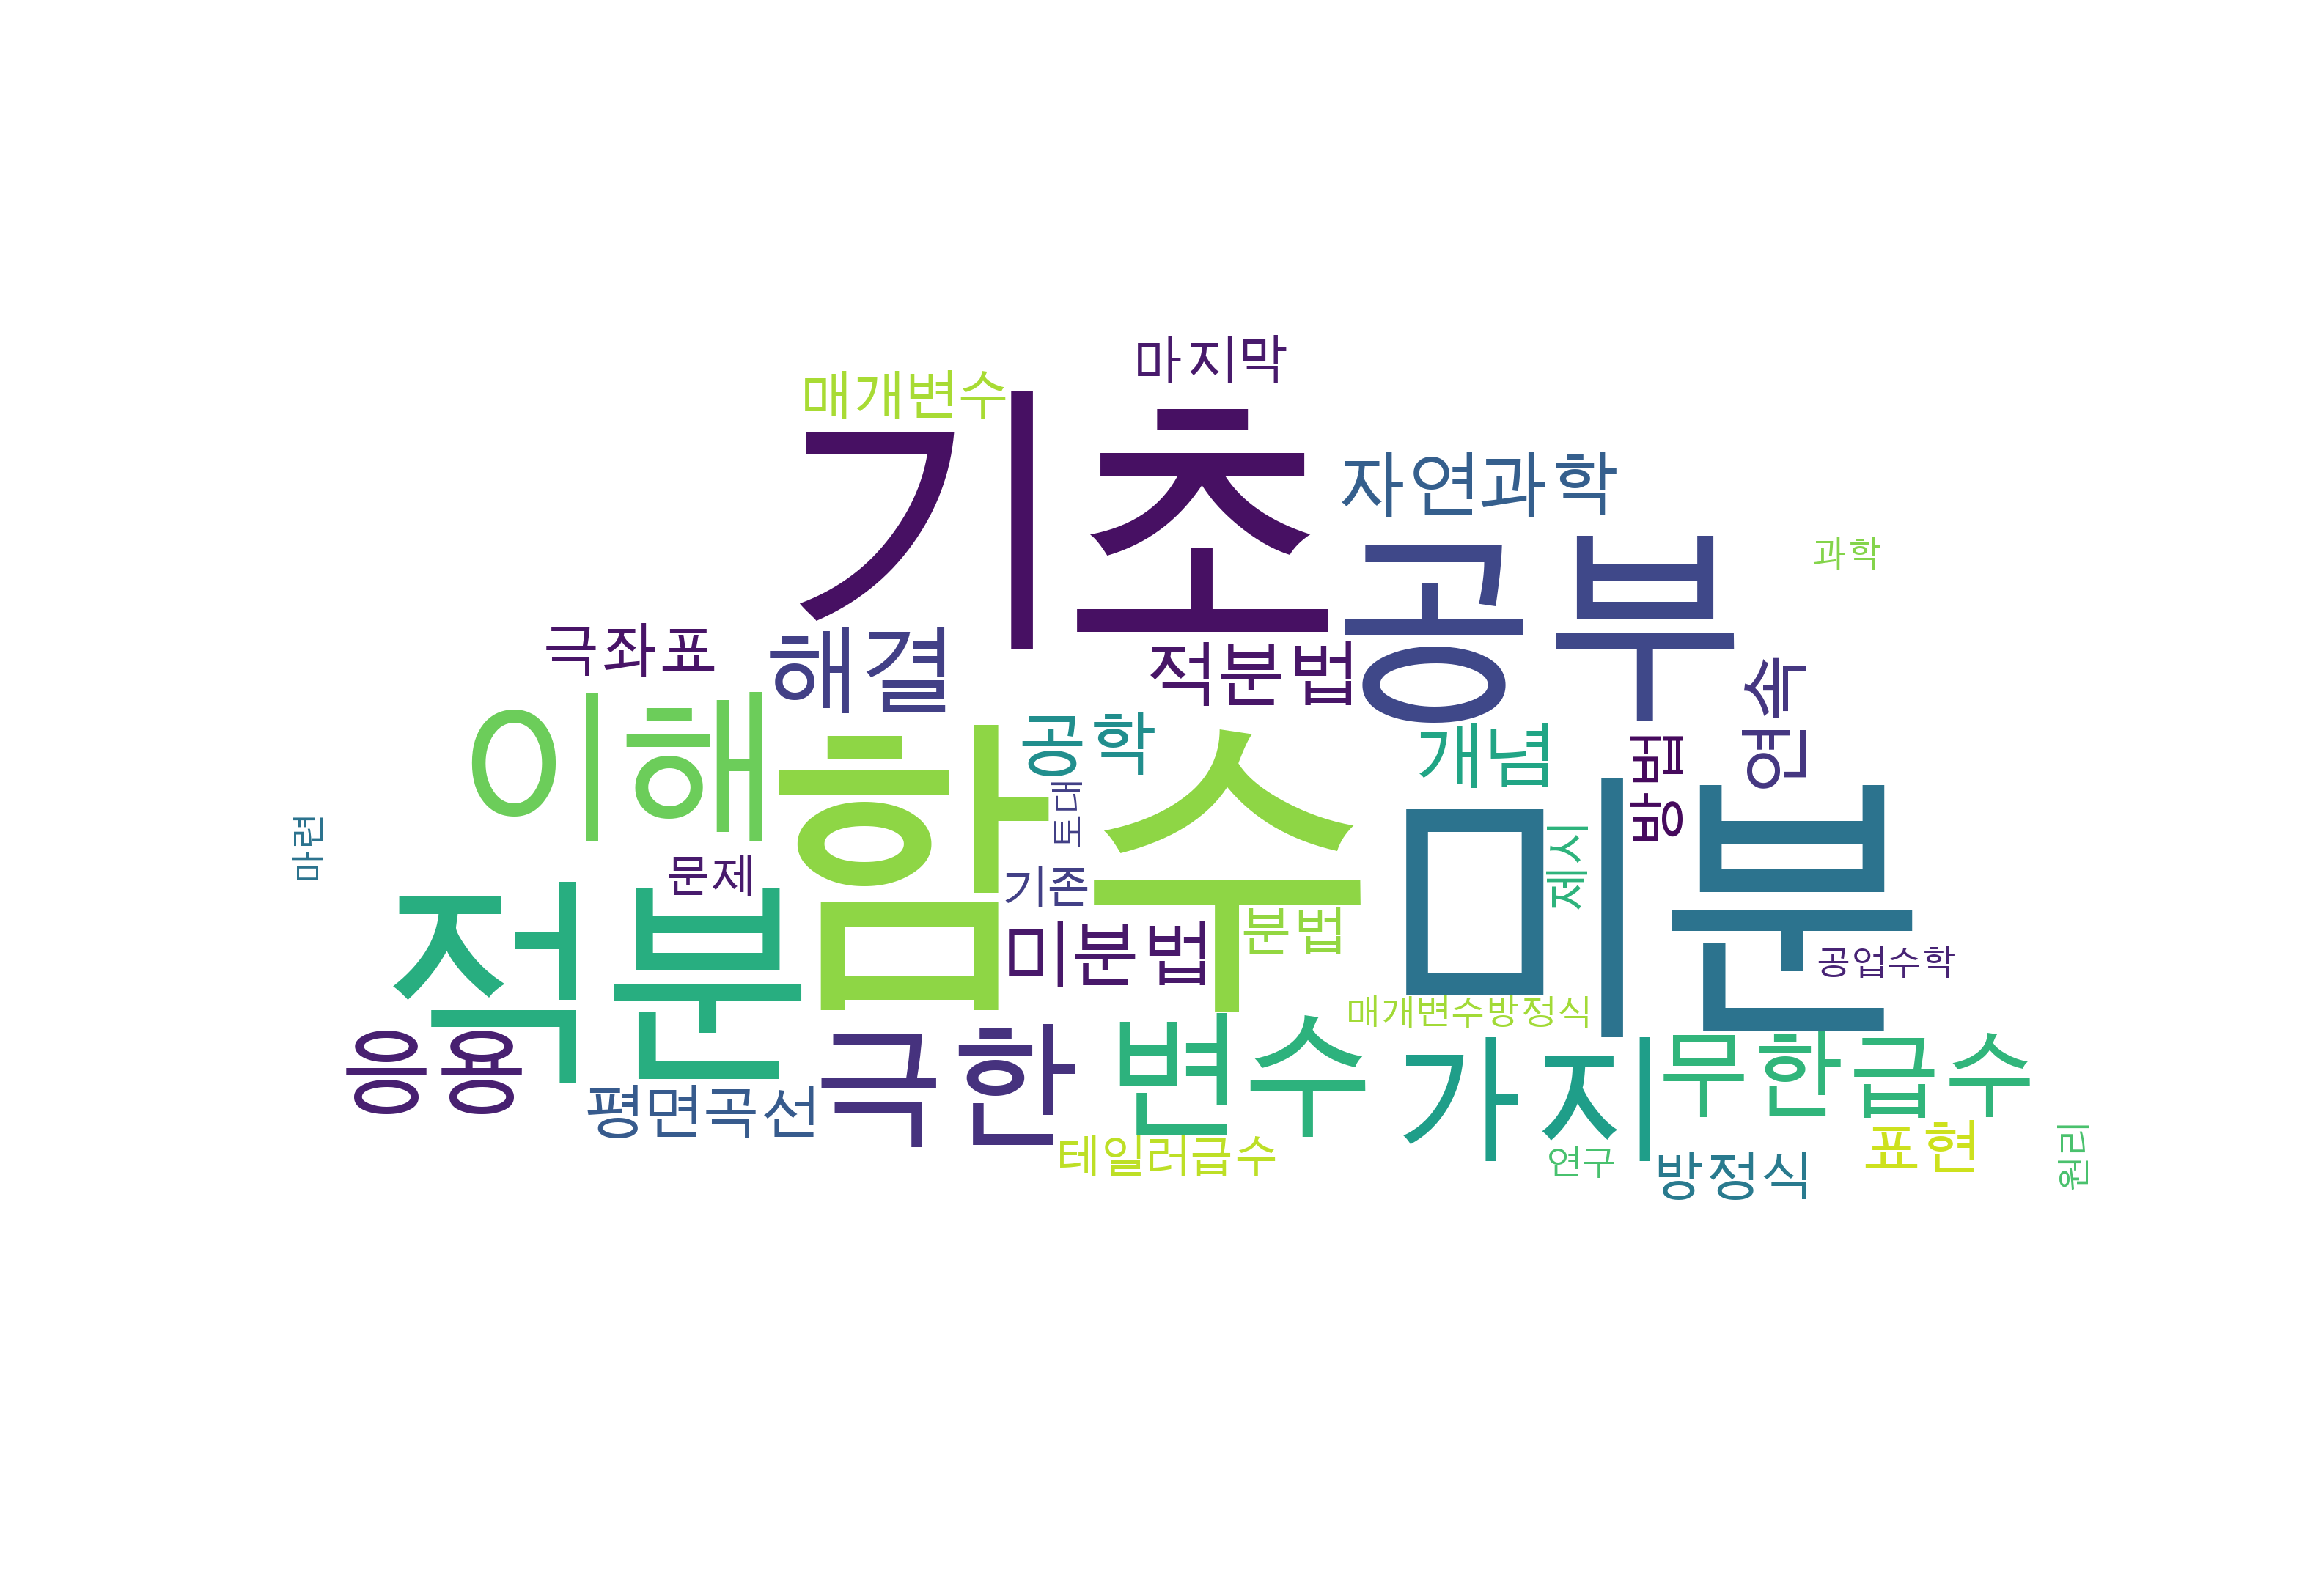 마지막
매개변수
기초
자연과학
공부
과학
극좌표
해결
적분법
연속
이해
함수
공학
개념
방법
토대
미분
제시
마련
문제
기존
적분
미분법
분법
공업수학
매개변수방정식
응용
극한
변수
가지
무한급수
평면곡선
테일러급수
연구
방정식
표현
원리